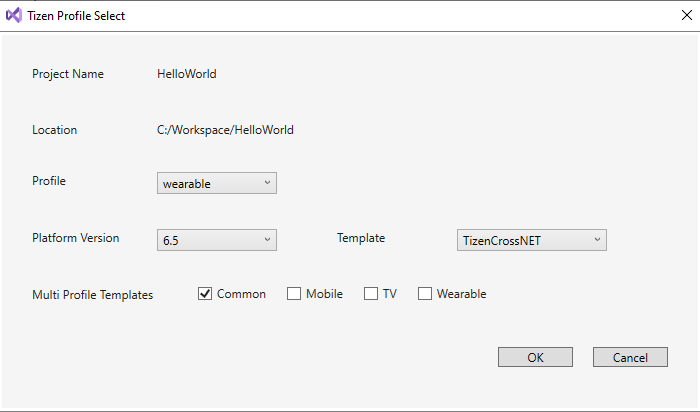 Tizen Profile Select
Project Name HelloWorld
Location C:/Workspace/HelloWorld
Profile wearable
Platform Version 6.5 Template TizenCrossNET
Multi Profile Templates Common Mobile TV Wearable
OK Cancel